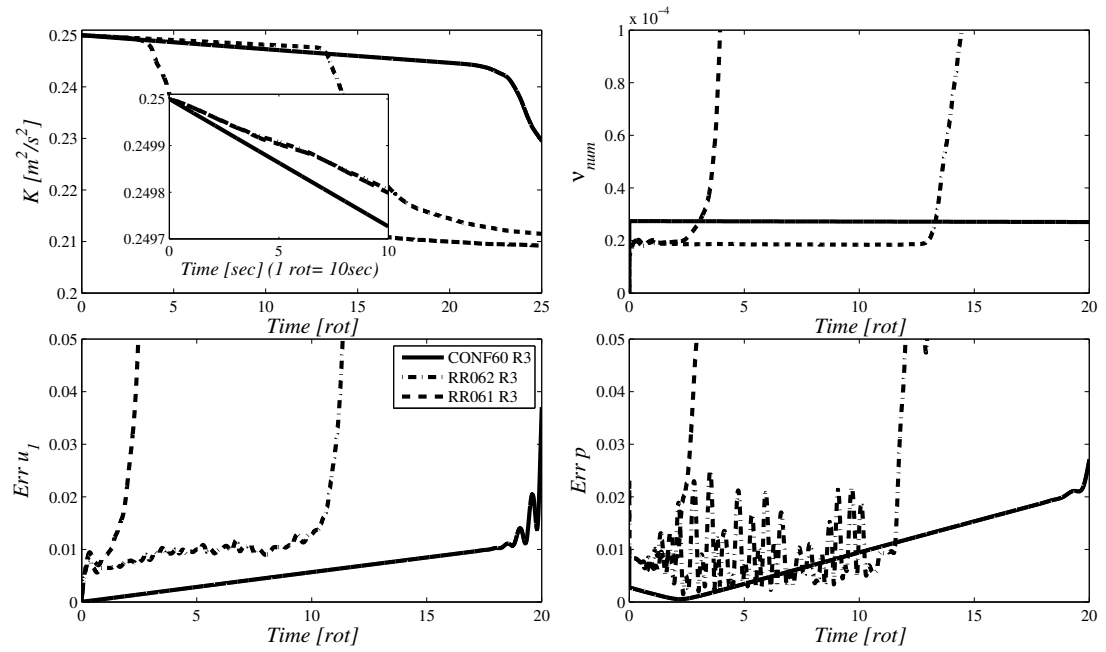 0.25
0.24
0.23
0.22
0.21
0.2
K [m²/s²]
0 5 10 15 20 25
Time [rot]
0.25
0.2499
0.2498
0.2497
0 5 10
Time [sec] (1 rot= 10sec)
x 10⁻⁴
1
0.8
0.6
0.4
0.2
0
ν_num
0 5 10 15 20
Time [rot]
0.05
0.04
0.03
0.02
0.01
0
Err u_1
0 5 10 15 20
Time [rot]
CONF60 R3
RR062 R3
RR061 R3
0.05
0.04
0.03
0.02
0.01
0
Err p
0 5 10 15 20
Time [rot]